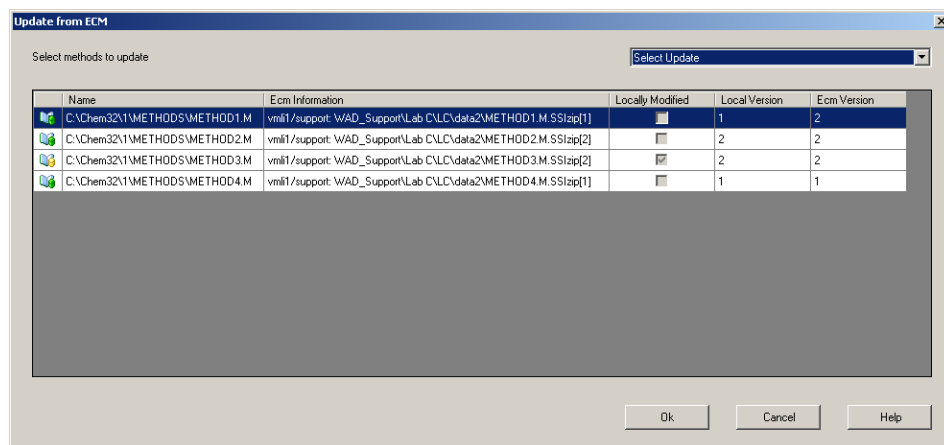 Update from ECM
Select methods to update
Select Update
Name Ecm Information Locally Modified Local Version Ecm Version
C:\Chem32\1\METHODS\METHOD1.M vmli1/support: WAD_Support\Lab C\LC\data2\METHOD1.M.SSIzip[1] 1 2
C:\Chem32\1\METHODS\METHOD2.M vmli1/support: WAD_Support\Lab C\LC\data2\METHOD2.M.SSIzip[2] 2 2
C:\Chem32\1\METHODS\METHOD3.M vmli1/support: WAD_Support\Lab C\LC\data2\METHOD3.M.SSIzip[2] 2 2
C:\Chem32\1\METHODS\METHOD4.M vmli1/support: WAD_Support\Lab C\LC\data2\METHOD4.M.SSIzip[1] 1 1
Ok Cancel Help